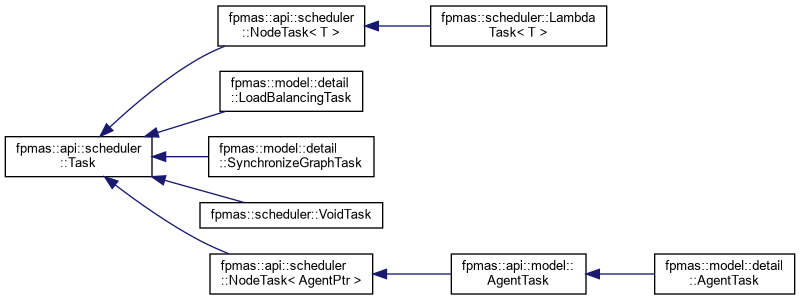 fpmas::api::scheduler
::NodeTask< T >
fpmas::scheduler::Lambda
Task< T >
fpmas::model::detail
::LoadBalancingTask
fpmas::api::scheduler
::Task
fpmas::model::detail
::SynchronizeGraphTask
fpmas::scheduler::VoidTask
fpmas::api::scheduler
::NodeTask< AgentPtr >
fpmas::api::model::
AgentTask
fpmas::model::detail
::AgentTask